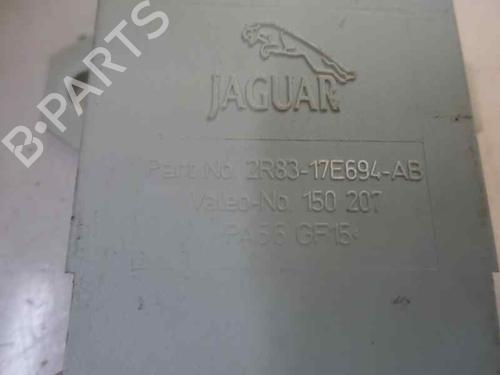 B-PARTS
JAGUAR
Part No. 2R83-17E694-AB
Valeo-No. 150 207
PA66 GF15